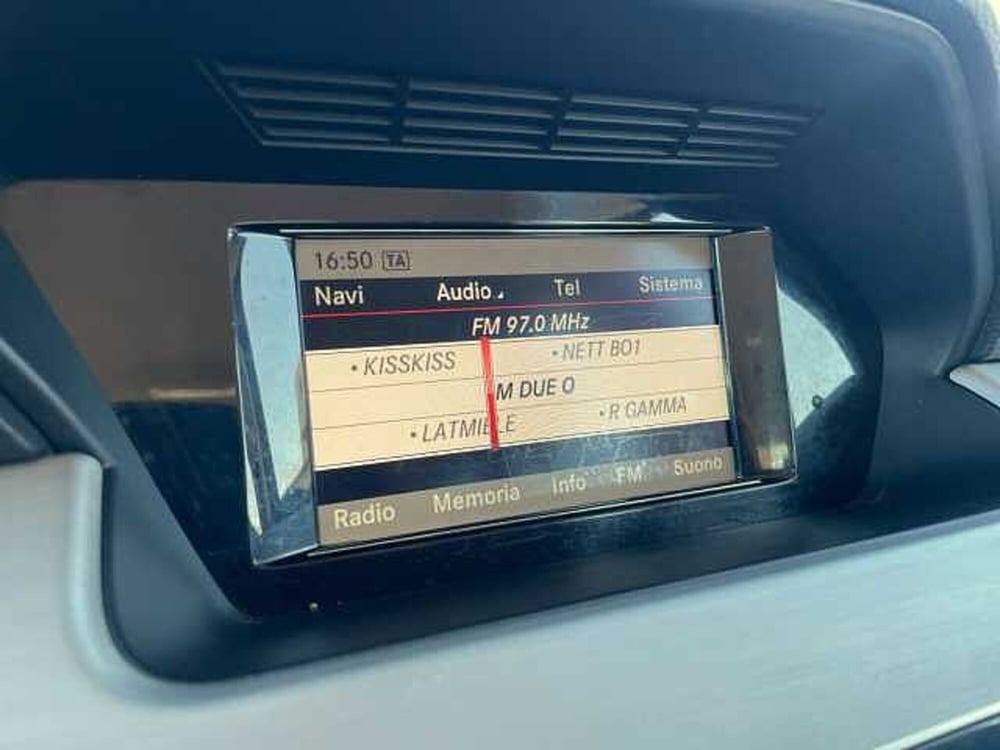 16:50 TA
Navi Audio Tel Sistema
FM 97.0 MHz
• KISSKISS • NETT BO1
M DUE O
• LATMIELE • R GAMMA
Radio Memoria Info FM Suono